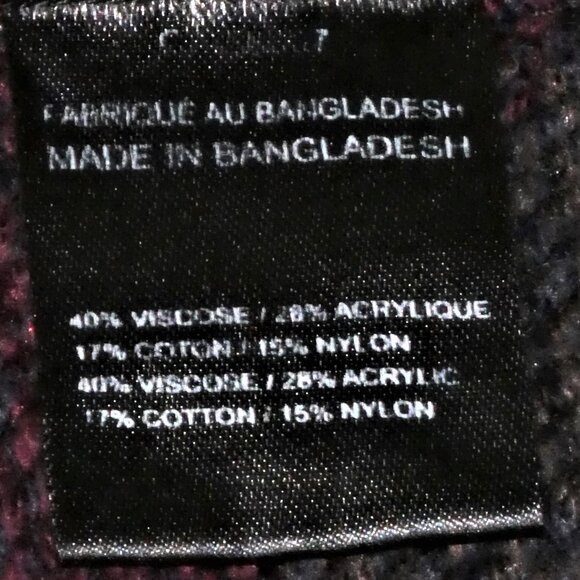 FABRIQUÉ AU BANGLADESH
MADE IN BANGLADESH
40% VISCOSE / 28% ACRYLIQUE
17% COTON / 15% NYLON
40% VISCOSE / 28% ACRYLIC
17% COTTON / 15% NYLON